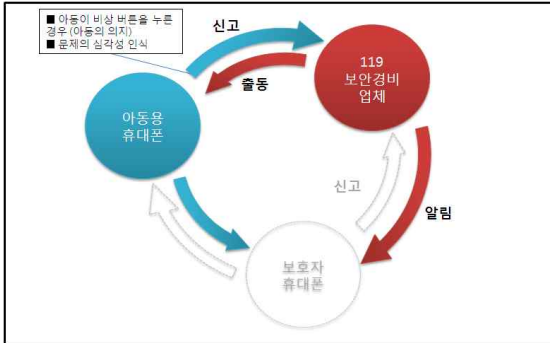 ■ 아동이 비상 버튼을 누른
경우 (아동의 의지)
■ 문제의 심각성 인식
신고
출동
119
보안경비
업체
아동용
휴대폰
신고
알림
보호자
휴대폰